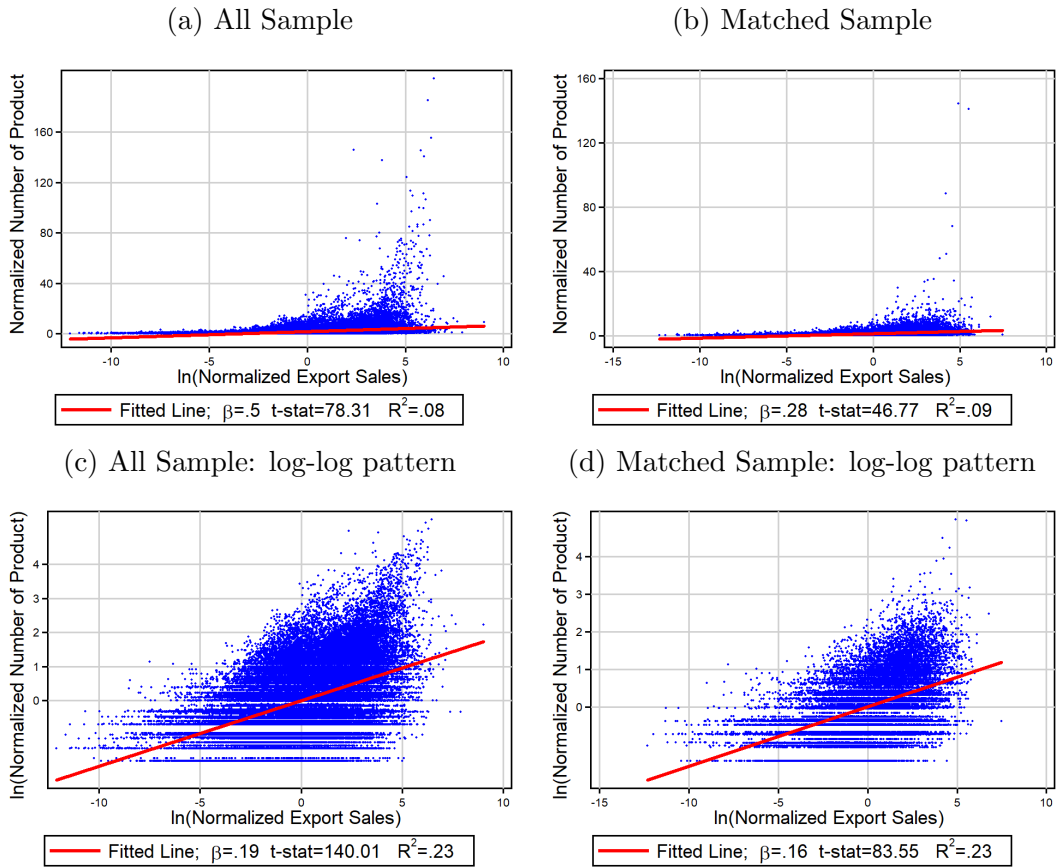 (a) All Sample
Normalized Number of Product
160
120
80
40
0
-10 -5 0 5 10
ln(Normalized Export Sales)
Fitted Line; β=.5 t-stat=78.31 R²=.08
(b) Matched Sample
Normalized Number of Product
160
120
80
40
0
-15 -10 -5 0 5 10
ln(Normalized Export Sales)
Fitted Line; β=.28 t-stat=46.77 R²=.09
(c) All Sample: log-log pattern
ln(Normalized Number of Product)
4
3
2
1
0
-10 -5 0 5 10
ln(Normalized Export Sales)
Fitted Line; β=.19 t-stat=140.01 R²=.23
(d) Matched Sample: log-log pattern
ln(Normalized Number of Product)
4
3
2
1
0
-15 -10 -5 0 5 10
ln(Normalized Export Sales)
Fitted Line; β=.16 t-stat=83.55 R²=.23